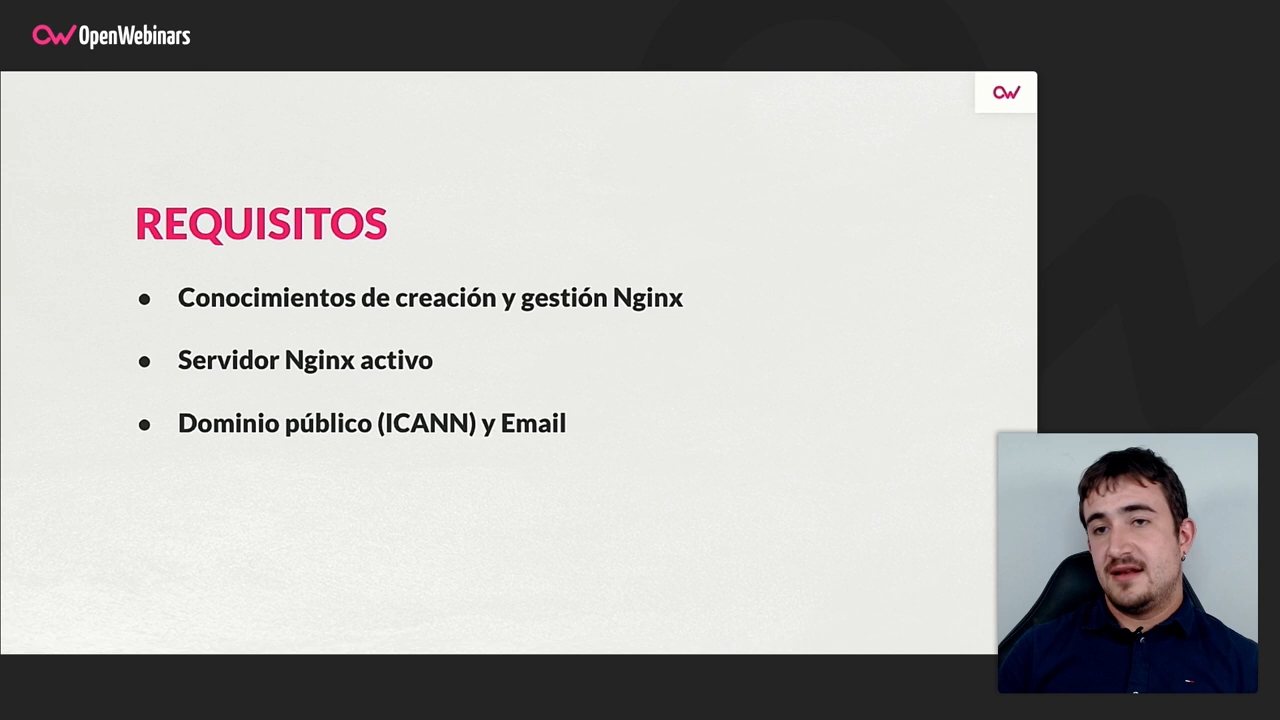 OpenWebinars
REQUISITOS
● Conocimientos de creación y gestión Nginx
● Servidor Nginx activo
● Dominio público (ICANN) y Email